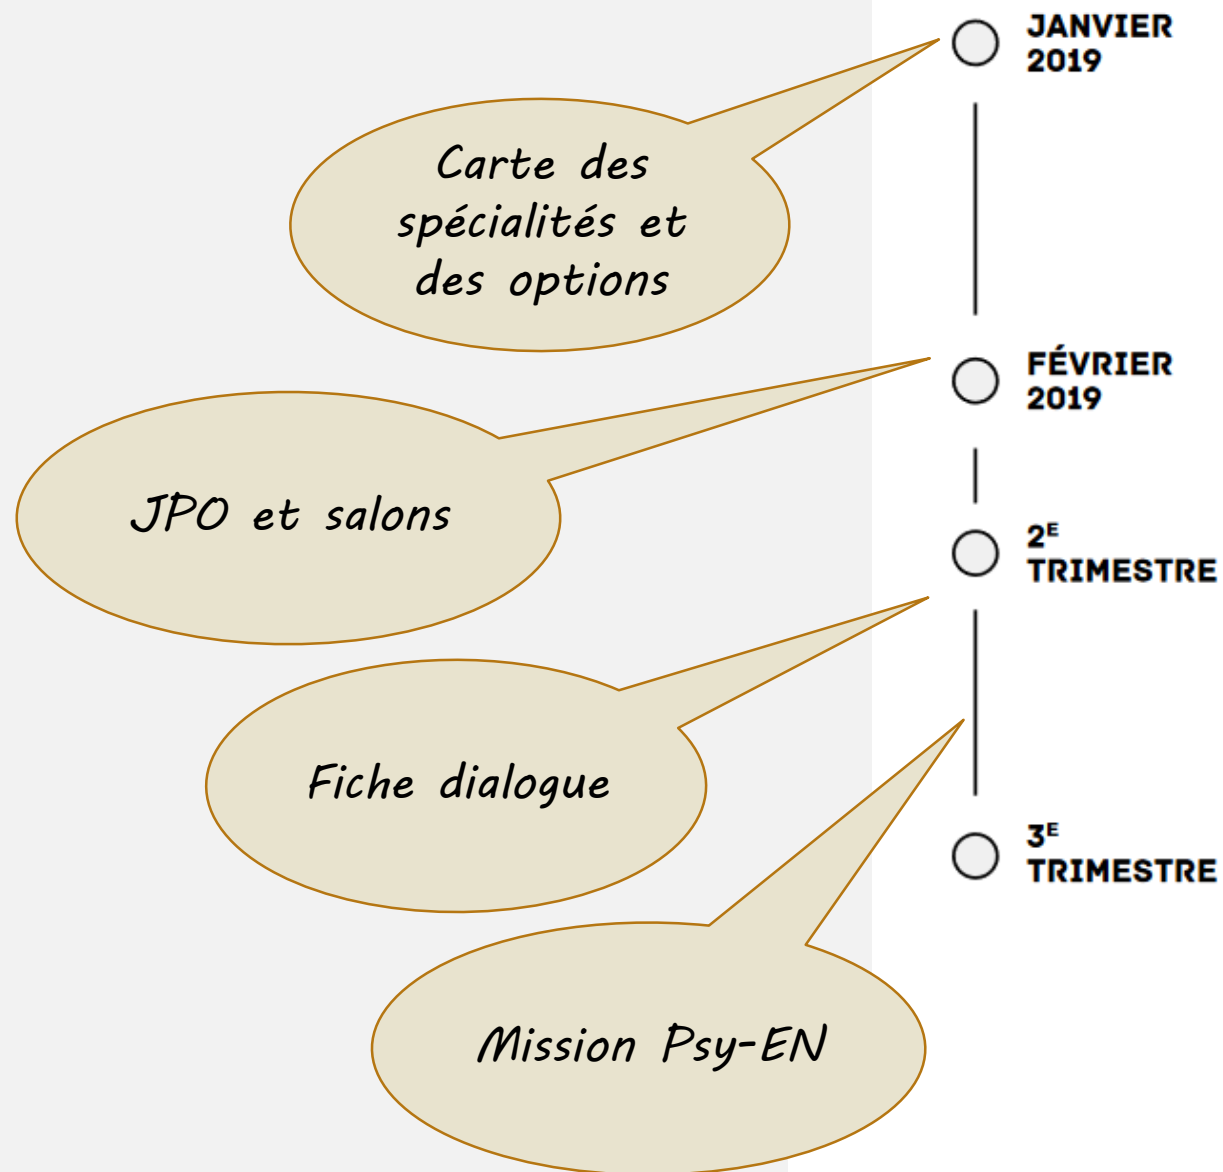 JANVIER
2019
Carte des
spécialités et
des options
FÉVRIER
2019
JPO et salons
2E
TRIMESTRE
Fiche dialogue
3E
TRIMESTRE
Mission Psy-EN